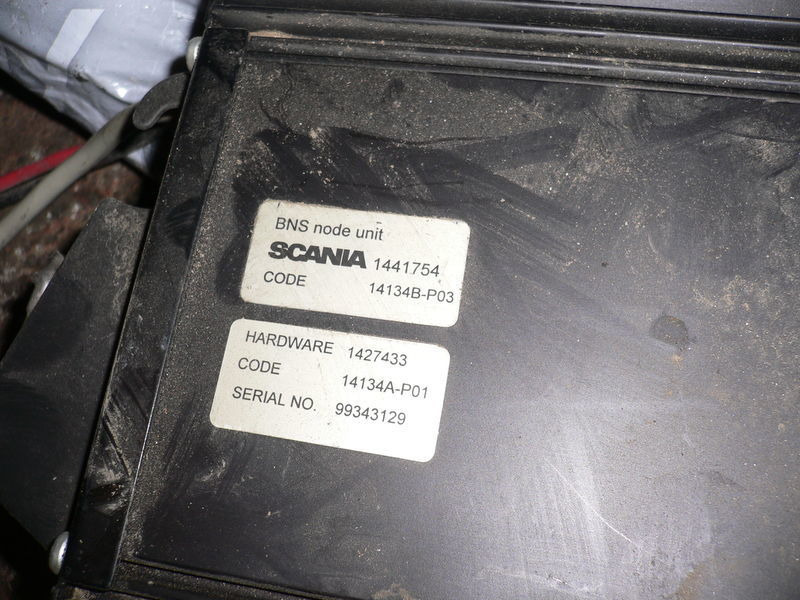 BNS node unit
SCANIA 1441754
CODE 14134B-P03
HARDWARE 1427433
CODE 14134A-P01
SERIAL NO. 99343129